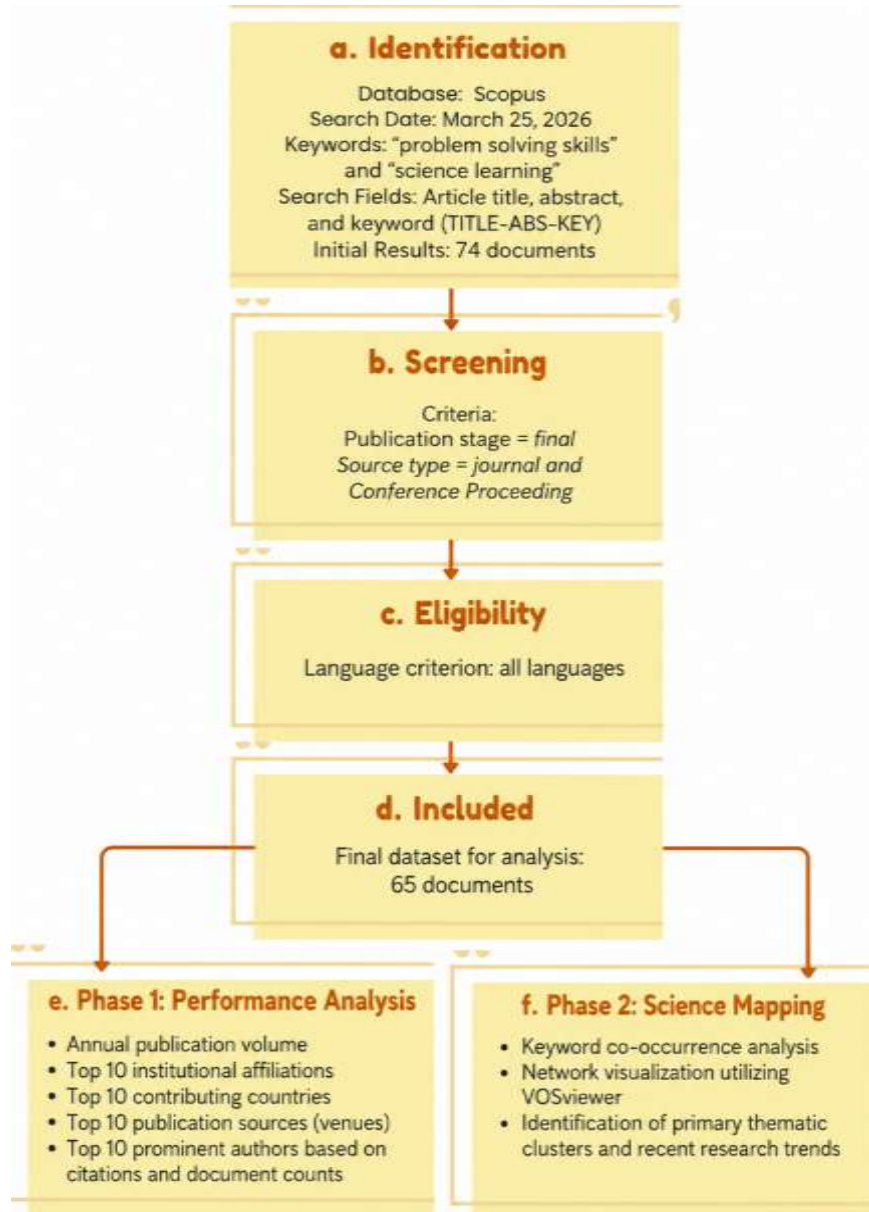 a. Identification
Database: Scopus
Search Date: March 25, 2026
Keywords: “problem solving skills”
and “science learning”
Search Fields: Article title, abstract,
and keyword (TITLE-ABS-KEY)
Initial Results: 74 documents
b. Screening
Criteria:
Publication stage = final
Source type = journal and
Conference Proceeding
c. Eligibility
Language criterion: all languages
d. Included
Final dataset for analysis:
65 documents
e. Phase 1: Performance Analysis
• Annual publication volume
• Top 10 institutional affiliations
• Top 10 contributing countries
• Top 10 publication sources (venues)
• Top 10 prominent authors based on
citations and document counts
f. Phase 2: Science Mapping
• Keyword co-occurrence analysis
• Network visualization utilizing
VOSviewer
• Identification of primary thematic
clusters and recent research trends